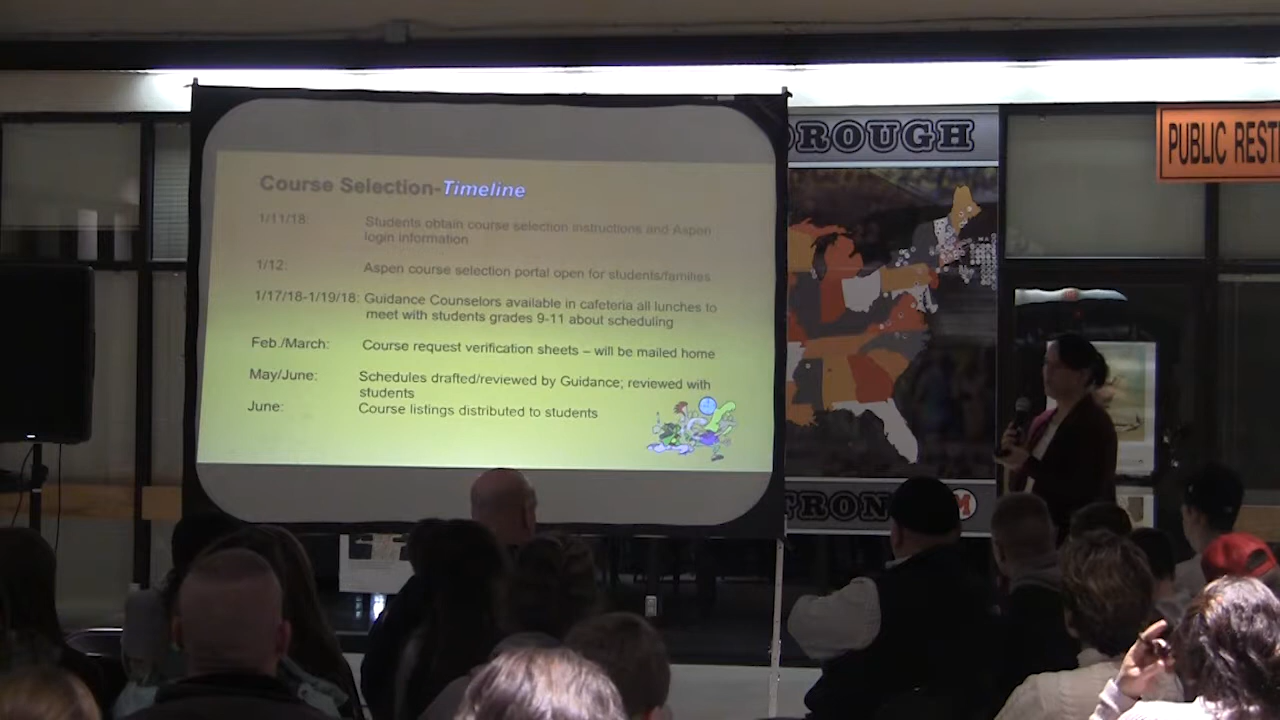 Course Selection-Timeline
1/11/18: Students obtain course selection instructions and Aspen
login information
1/12: Aspen course selection portal open for students/families
1/17/18-1/19/18: Guidance Counselors available in cafeteria all lunches to
meet with students grades 9-11 about scheduling
Feb./March: Course request verification sheets – will be mailed home
May/June: Schedules drafted/reviewed by Guidance; reviewed with
students
June: Course listings distributed to students
OROUGH
TRON
M
PUBLIC REST